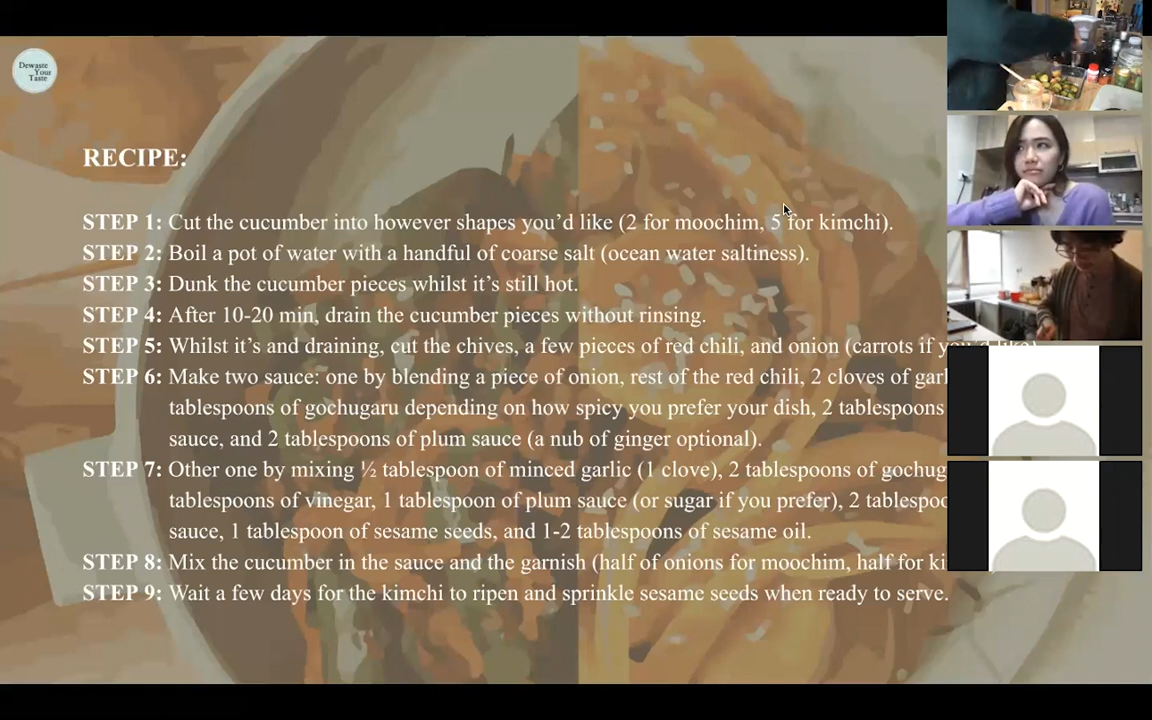 Dewaste
Your
Taste
RECIPE:
STEP 1: Cut the cucumber into however shapes you'd like (2 for moochim, 5 for kimchi).
STEP 2: Boil a pot of water with a handful of coarse salt (ocean water saltiness).
STEP 3: Dunk the cucumber pieces whilst it's still hot.
STEP 4: After 10-20 min, drain the cucumber pieces without rinsing.
STEP 5: Whilst it's and draining, cut the chives, a few pieces of red chili, and onion (carrots if you'd like)
STEP 6: Make two sauce: one by blending a piece of onion, rest of the red chili, 2 cloves of
tablespoons of gochugaru depending on how spicy you prefer your dish, 2 tablespoons
sauce, and 2 tablespoons of plum sauce (a nub of ginger optional).
STEP 7: Other one by mixing ½ tablespoon of minced garlic (1 clove), 2 tablespoons of
tablespoons of vinegar, 1 tablespoon of plum sauce (or sugar if you prefer), 2
sauce, 1 tablespoon of sesame seeds, and 1-2 tablespoons of sesame oil.
STEP 8: Mix the cucumber in the sauce and the garnish (half of onions for moochim, half for
STEP 9: Wait a few days for the kimchi to ripen and sprinkle sesame seeds when ready to serve.